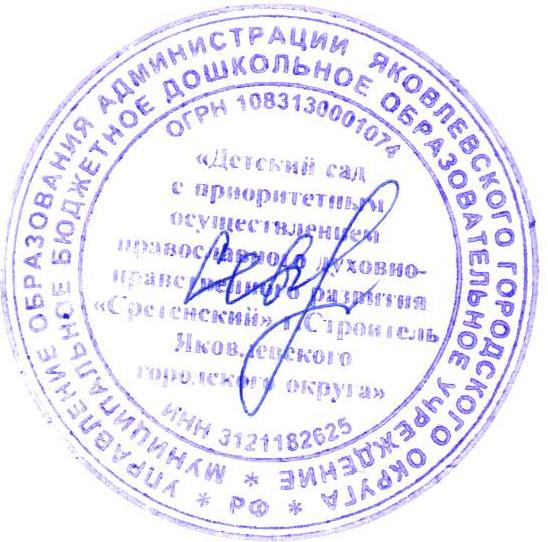 УПРАВЛЕНИЕ ОБРАЗОВАНИЯ АДМИНИСТРАЦИИ ЯКОВЛЕВСКОГО ГОРОДСКОГО ОКРУГА * РФ *
МУНИЦИПАЛЬНОЕ БЮДЖЕТНОЕ ДОШКОЛЬНОЕ ОБРАЗОВАТЕЛЬНОЕ УЧРЕЖДЕНИЕ *
ОГРН 1083130001074
«Детский сад
с приоритетным
осуществлением
православного духовно-
нравственного развития
«Сретенский» г. Строитель
Яковлевского
городского округа»
ИНН 3121182625